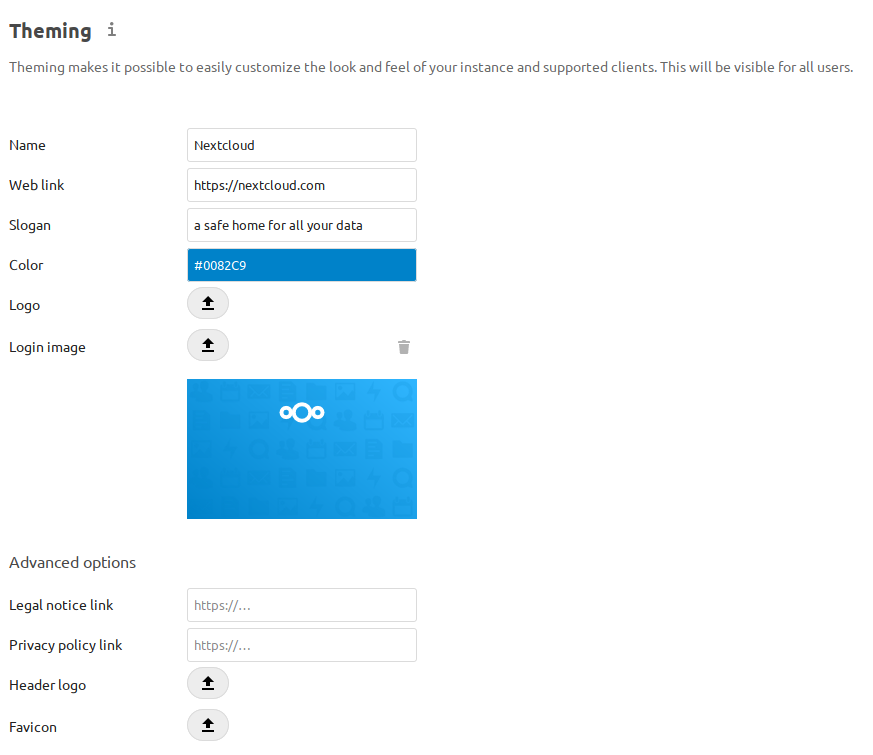 Theming
Theming makes it possible to easily customize the look and feel of your instance and supported clients. This will be visible for all users.
Name
Nextcloud
Web link
https://nextcloud.com
Slogan
a safe home for all your data
Color
#0082C9
Logo
Login image
Advanced options
Legal notice link
https://…
Privacy policy link
https://…
Header logo
Favicon